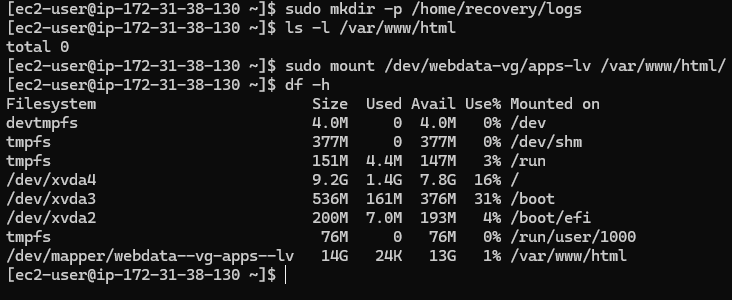 [ec2-user@ip-172-31-38-130 ~]$ sudo mkdir -p /home/recovery/logs
[ec2-user@ip-172-31-38-130 ~]$ ls -l /var/www/html
total 0
[ec2-user@ip-172-31-38-130 ~]$ sudo mount /dev/webdata-vg/apps-lv /var/www/html/
[ec2-user@ip-172-31-38-130 ~]$ df -h
Filesystem                       Size  Used Avail Use% Mounted on
devtmpfs                         4.0M     0  4.0M   0% /dev
tmpfs                            377M     0  377M   0% /dev/shm
tmpfs                            151M  4.4M  147M   3% /run
/dev/xvda4                       9.2G  1.4G  7.8G  16% /
/dev/xvda3                       536M  161M  376M  31% /boot
/dev/xvda2                       200M  7.0M  193M   4% /boot/efi
tmpfs                             76M     0   76M   0% /run/user/1000
/dev/mapper/webdata--vg-apps--lv   14G   24K   13G   1% /var/www/html
[ec2-user@ip-172-31-38-130 ~]$